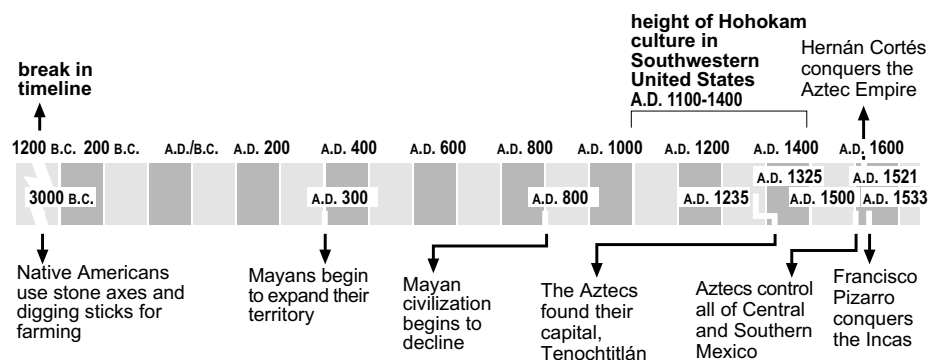 height of Hohokam
culture in
Southwestern
United States
A.D. 1100-1400
Hernán Cortés
conquers the
Aztec Empire
break in
timeline
1200 B.C. 200 B.C. A.D./B.C. A.D. 200 A.D. 400 A.D. 600 A.D. 800 A.D. 1000 A.D. 1200 A.D. 1400 A.D. 1600
A.D. 1325 A.D. 1521
3000 B.C. A.D. 300 A.D. 800 A.D. 1235 A.D. 1500 A.D. 1533
Native Americans
use stone axes and
digging sticks for
farming
Mayans begin
to expand their
territory
Mayan
civilization
begins to
decline
The Aztecs
found their
capital,
Tenochtitlán
Aztecs control
all of Central
and Southern
Mexico
Francisco
Pizarro
conquers
the Incas